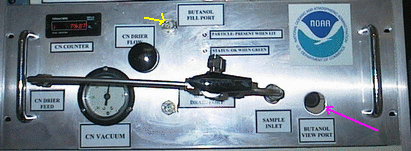 BUTANOL
FILL PORT
CN COUNTER
CN DRIER
FLOW
PARTICLE: PRESENT WHEN LIT
STATUS: OK WHEN GREEN
NOAA
CN DRIER
FEED
CN VACUUM
SAMPLE
INLET
BUTANOL
VIEW PORT